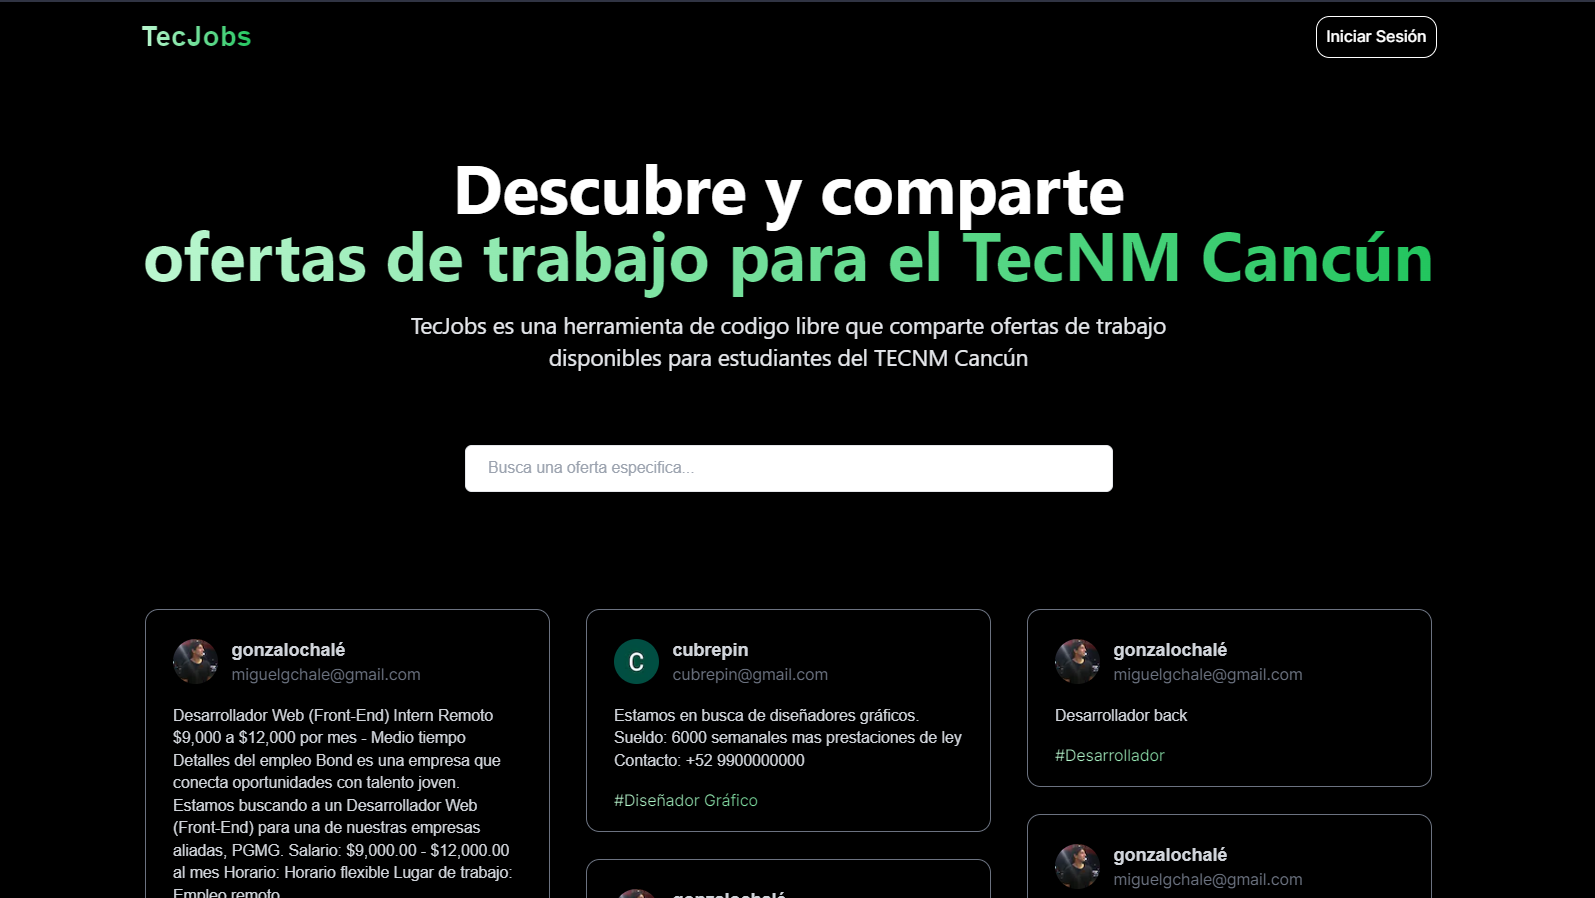 TecJobs
Iniciar Sesión
Descubre y comparte
ofertas de trabajo para el TecNM Cancún
TecJobs es una herramienta de codigo libre que comparte ofertas de trabajo
disponibles para estudiantes del TECNM Cancún
Busca una oferta especifica...
gonzalochalé
miguelgchale@gmail.com
Desarrollador Web (Front-End) Intern Remoto
$9,000 a $12,000 por mes - Medio tiempo
Detalles del empleo Bond es una empresa que
conecta oportunidades con talento joven.
Estamos buscando a un Desarrollador Web
(Front-End) para una de nuestras empresas
aliadas, PGMG. Salario: $9,000.00 - $12,000.00
al mes Horario: Horario flexible Lugar de trabajo:
Empleo remoto
C
cubrepin
cubrepin@gmail.com
Estamos en busca de diseñadores gráficos.
Sueldo: 6000 semanales mas prestaciones de ley
Contacto: +52 9900000000
#Diseñador Gráfico
gonzalochalé
gonzalochalé
miguelgchale@gmail.com
Desarrollador back
#Desarrollador
gonzalochalé
miguelgchale@gmail.com